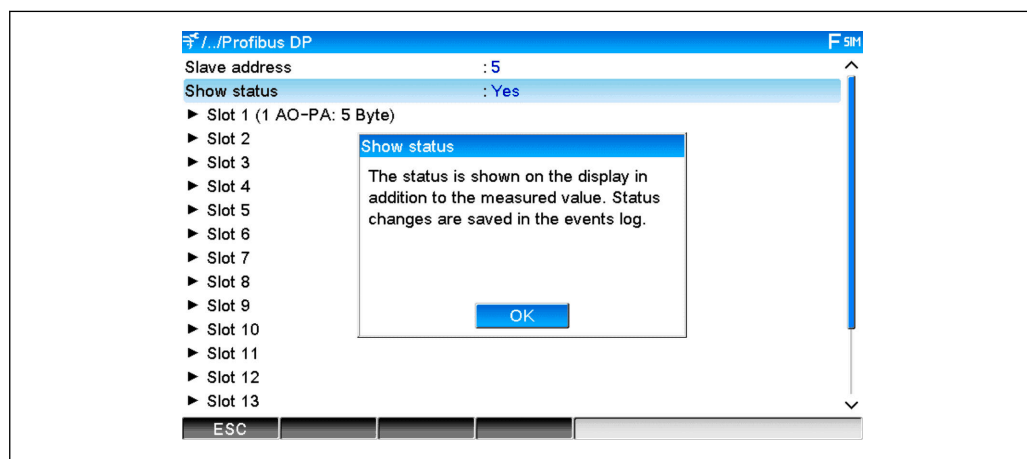 /../Profibus DP F SIM
Slave address : 5
Show status : Yes
► Slot 1 (1 AO-PA: 5 Byte)
► Slot 2
► Slot 3
► Slot 4
► Slot 5
► Slot 6
► Slot 7
► Slot 8
► Slot 9
► Slot 10
► Slot 11
► Slot 12
► Slot 13
Show status
The status is shown on the display in
addition to the measured value. Status
changes are saved in the events log.
OK
ESC